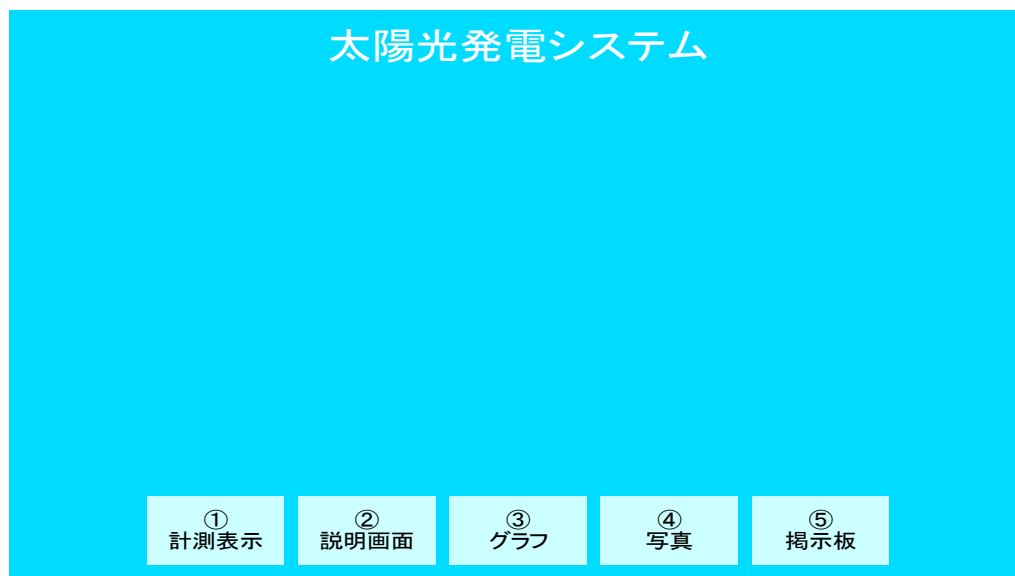 太陽光発電システム
①
計測表示
②
説明画面
③
グラフ
④
写真
⑤
掲示板